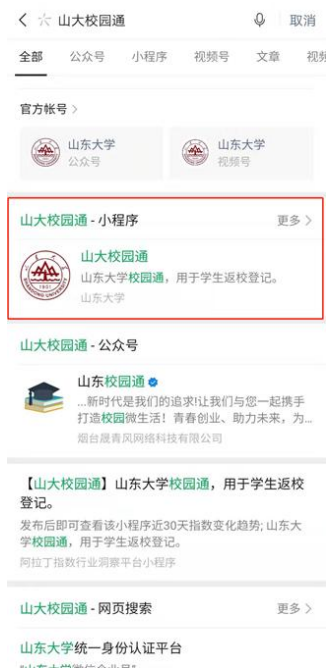 山大校园通
取消
全部 公众号 小程序 视频号 文章 视频
官方帐号
山东大学
公众号
山东大学
视频号
山大校园通 - 小程序 更多
山大校园通
山东大学校园通，用于学生返校登记。
山东大学
1901
山大校园通 - 公众号
山东校园通
...新时代是我们的追求!让我们与您一起携手
打造校园微生活！青春创业、助力未来，为...
烟台晟青风网络科技有限公司
【山大校园通】山东大学校园通，用于学生返校
登记。
发布后即可查看该小程序近30天指数变化趋势; 山东大
学校园通，用于学生返校登记。
阿拉丁指数行业洞察平台小程序
山大校园通 - 网页搜索 更多
山东大学统一身份认证平台